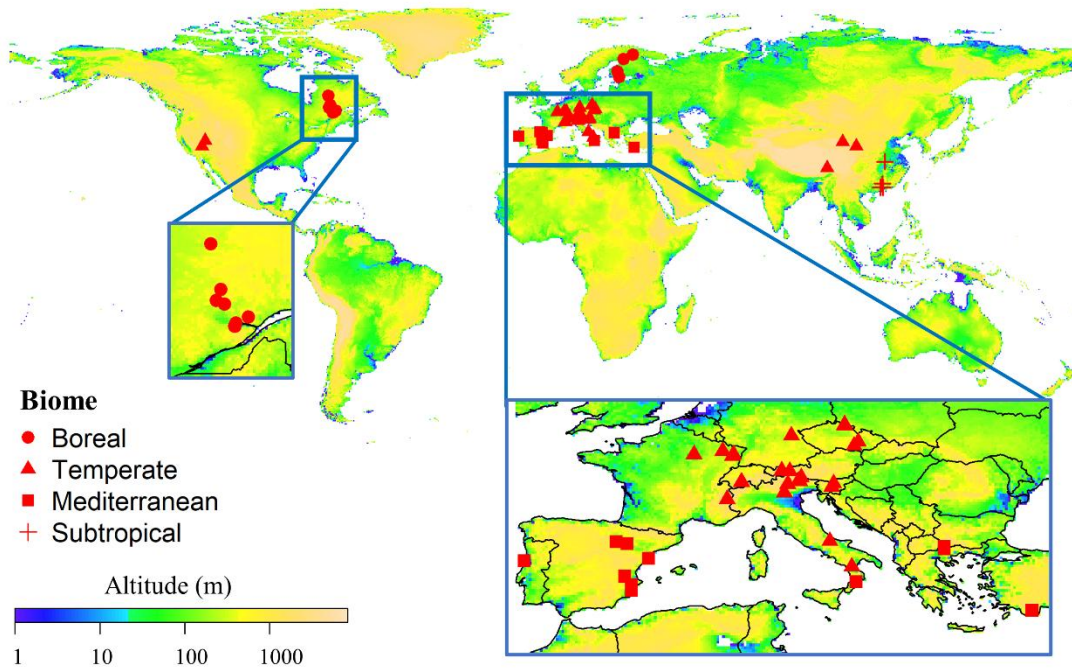 Biome
Boreal
Temperate
Mediterranean
Subtropical
Altitude (m)
1 10 100 1000